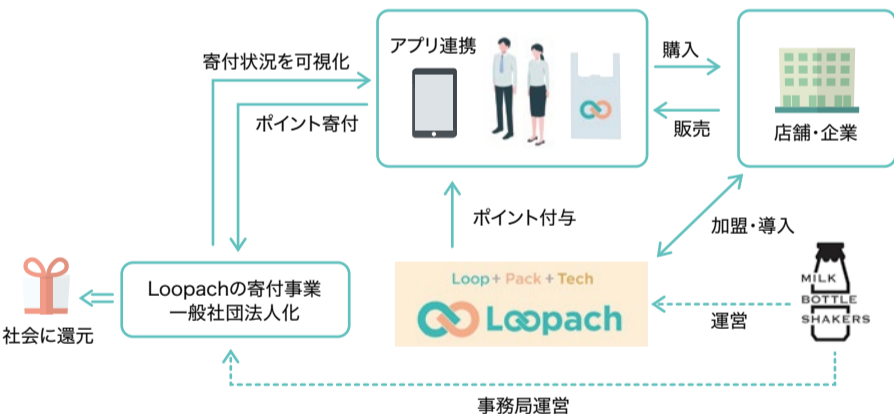 アプリ連携
購入
寄付状況を可視化
ポイント寄付
販売
店舗・企業
ポイント付与
加盟・導入
Loop+Pack+Tech
Loopach
Loopachの寄付事業
一般社団法人化
社会に還元
運営
MILK
BOTTLE
SHAKERS
事務局運営